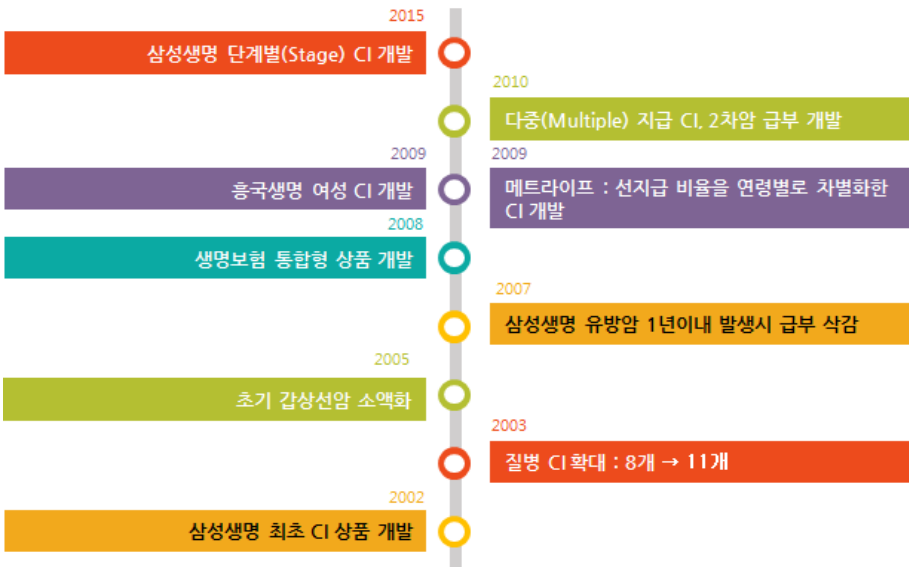 2015
삼성생명 단계별(Stage) CI 개발
2010
다중(Multiple) 지급 CI, 2차암 급부 개발
2009
흥국생명 여성 CI 개발
2009
메트라이프 : 선지급 비율을 연령별로 차별화한
CI 개발
2008
생명보험 통합형 상품 개발
2007
삼성생명 유방암 1년이내 발생시 급부 삭감
2005
초기 갑상선암 소액화
2003
질병 CI 확대 : 8개 → 11개
2002
삼성생명 최초 CI 상품 개발